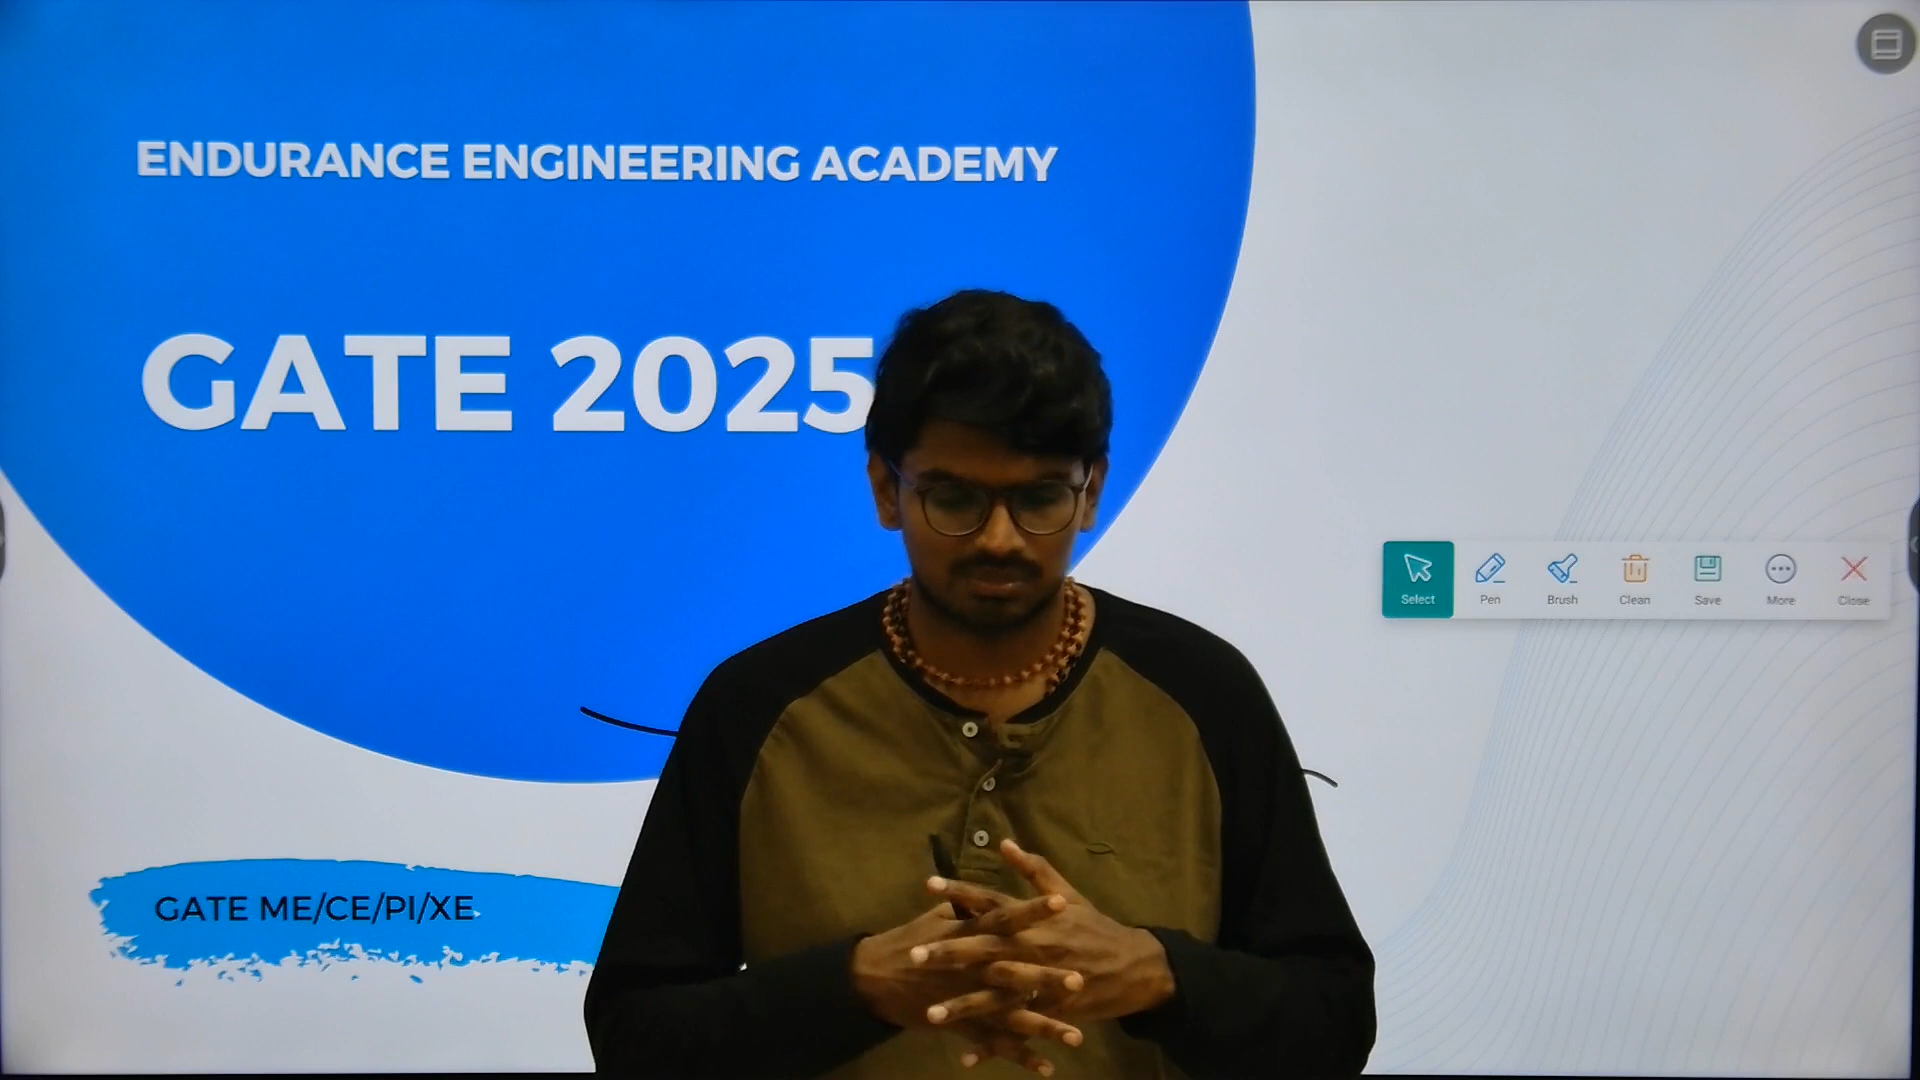 ENDURANCE ENGINEERING ACADEMY
GATE 2025
Select Pen Brush Clean Save More Close
GATE ME/CE/PI/XE